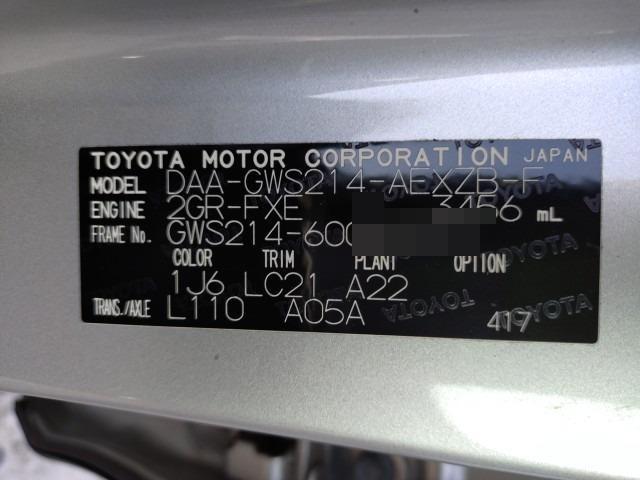 TOYOTA MOTOR CORPORATION JAPAN
MODEL DAA-GWS214-AEXZB-F
ENGINE 2GR-FXE 3456 mL
FRAME No. GWS214-600
COLOR TRIM PLANT OPTION
1J6 LC21 A22
TRANS./AXLE L110 A05A
417